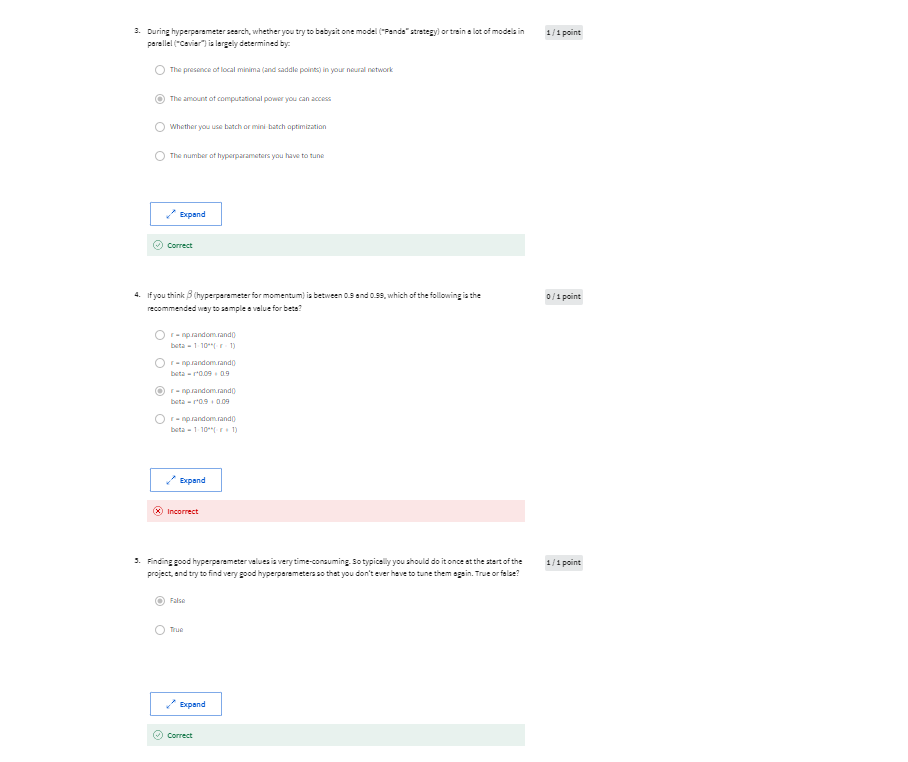 3. During hyperparameter search, whether you try to babysit one model ("Panda" strategy) or train a lot of models in
parallel ("Caviar") is largely determined by:
1 / 1 point
The presence of local minima (and saddle points) in your neural network
The amount of computational power you can access
Whether you use batch or mini-batch optimization
The number of hyperparameters you have to tune
Expand
Correct
4. If you think β (hyperparameter for momentum) is between 0.9 and 0.99, which of the following is the
recommended way to sample a value for beta?
0 / 1 point
r = np.random.rand()
beta = 1-10**(- r - 1)
r = np.random.rand()
beta = r*0.09 + 0.9
r = np.random.rand()
beta = r*0.9 + 0.09
r = np.random.rand()
beta = 1-10**(- r + 1)
Expand
Incorrect
5. Finding good hyperparameter values is very time-consuming. So typically you should do it once at the start of the
project, and try to find very good hyperparameters so that you don't ever have to tune them again. True or false?
1 / 1 point
False
True
Expand
Correct